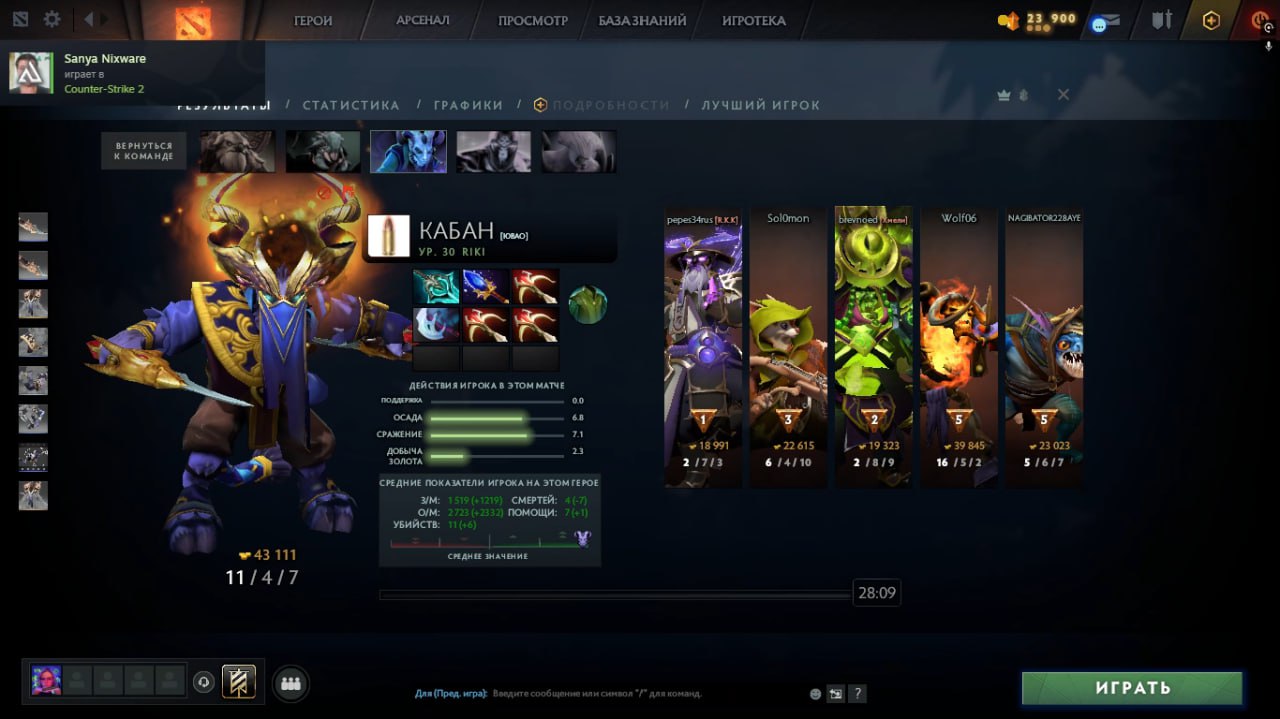 ГЕРОИ
АРСЕНАЛ
ПРОСМОТР
БАЗА ЗНАНИЙ
ИГРОТЕКА
23 900
Sanya Nixware
играет в
Counter-Strike 2
РЕЗУЛЬТАТЫ / СТАТИСТИКА / ГРАФИКИ / ПОДРОБНОСТИ / ЛУЧШИЙ ИГРОК
ВЕРНУТЬСЯ
К КОМАНДЕ
КАБАН [ЮВАО]
УР. 30 RIKI
ДЕЙСТВИЯ ИГРОКА В ЭТОМ МАТЧЕ
ПОДДЕРЖКА 0.0
ОСАДА 6.8
СРАЖЕНИЕ 7.1
ДОБЫЧА
ЗОЛОТА 2.3
СРЕДНИЕ ПОКАЗАТЕЛИ ИГРОКА НА ЭТОМ ГЕРОЕ
З/М: 1 519 (+1219) СМЕРТЕЙ: 4 (-7)
О/М: 2 723 (+2332) ПОМОЩИ: 7 (+1)
УБИЙСТВ: 11 (+6)
СРЕДНЕЕ ЗНАЧЕНИЕ
43 111
11 / 4 / 7
pepes34rus [R.K.K]
1
18 991
2 / 7 / 3
Sol0mon
3
22 615
6 / 4 / 10
brevnoed [Хмели]
2
19 323
2 / 8 / 9
Wolf06
5
39 845
16 / 5 / 2
NAGIBATOR228AYE
5
23 023
5 / 6 / 7
28:09
Для (Пред. игра): Введите сообщение или символ "/" для команд.
?
ИГРАТЬ